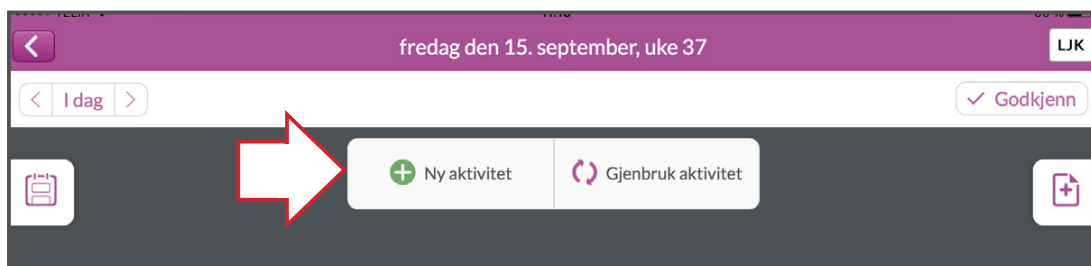 fredag den 15. september, uke 37
LJK
I dag
Godkjenn
Ny aktivitet
Gjenbruk aktivitet